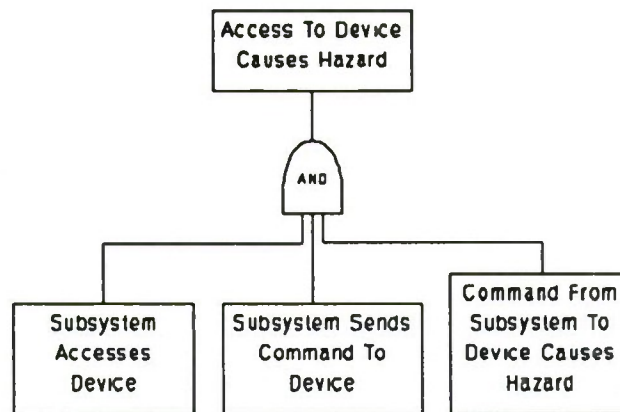 Access To Device
Causes Hazard
AND
Subsystem
Accesses
Device
Subsystem Sends
Command To
Device
Command From
Subsystem To
Device Causes
Hazard